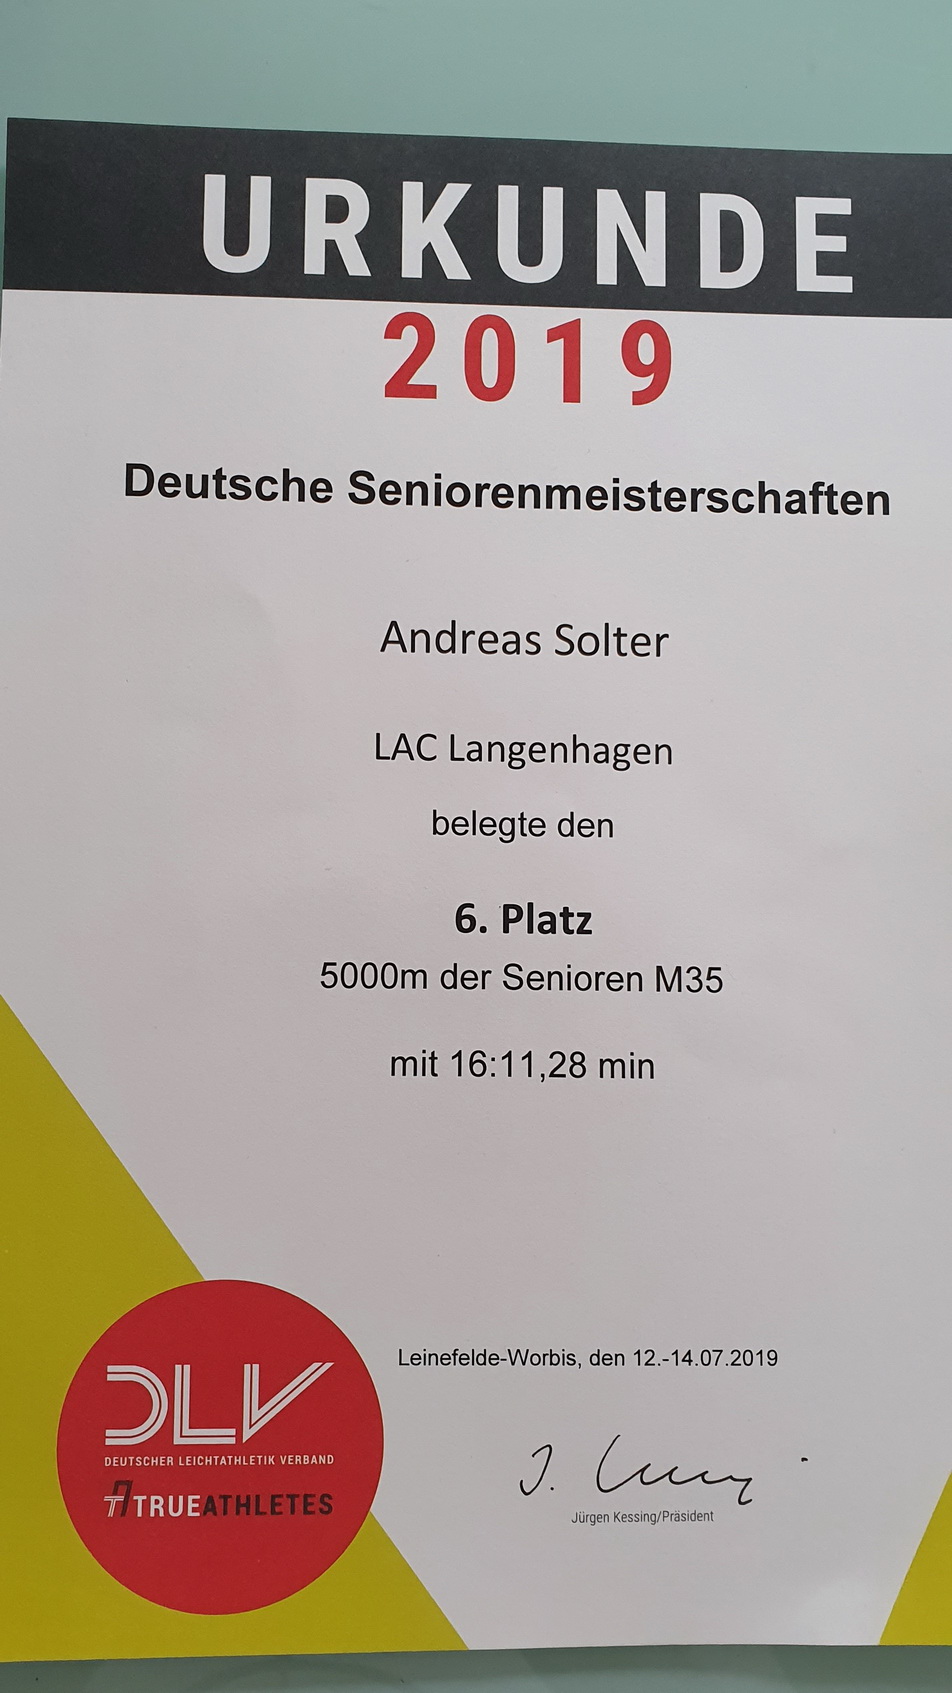 URKUNDE
2019
Deutsche Seniorenmeisterschaften
Andreas Solter
LAC Langenhagen
belegte den
6. Platz
5000m der Senioren M35
mit 16:11,28 min
Leinefelde-Worbis, den 12.-14.07.2019
DLV
DEUTSCHER LEICHTATHLETIK VERBAND
TRUEATHLETES
Jürgen Kessing/Präsident